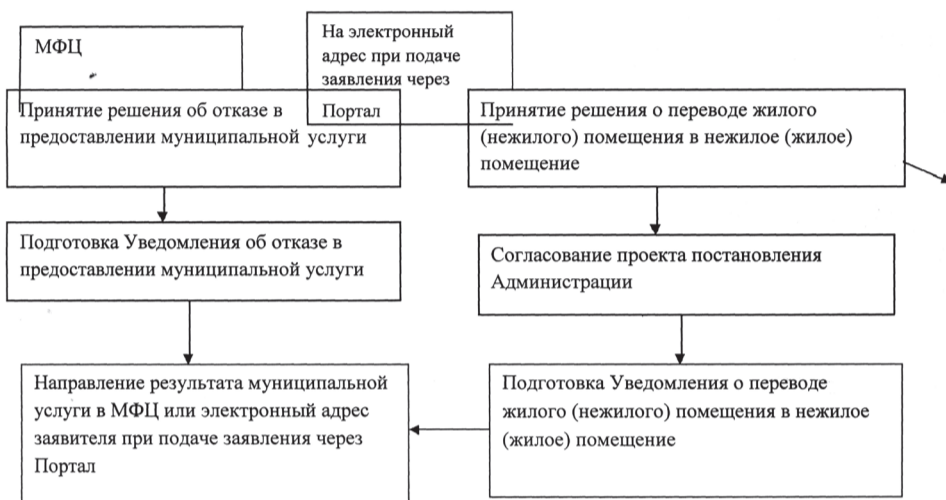 МФЦ
На электронный
адрес при подаче
заявления через
Портал
Принятие решения об отказе в
предоставлении муниципальной услуги
Принятие решения о переводе жилого
(нежилого) помещения в нежилое (жилое)
помещение
Подготовка Уведомления об отказе в
предоставлении муниципальной услуги
Согласование проекта постановления
Администрации
Направление результата муниципальной
услуги в МФЦ или электронный адрес
заявителя при подаче заявления через
Портал
Подготовка Уведомления о переводе
жилого (нежилого) помещения в нежилое
(жилое) помещение